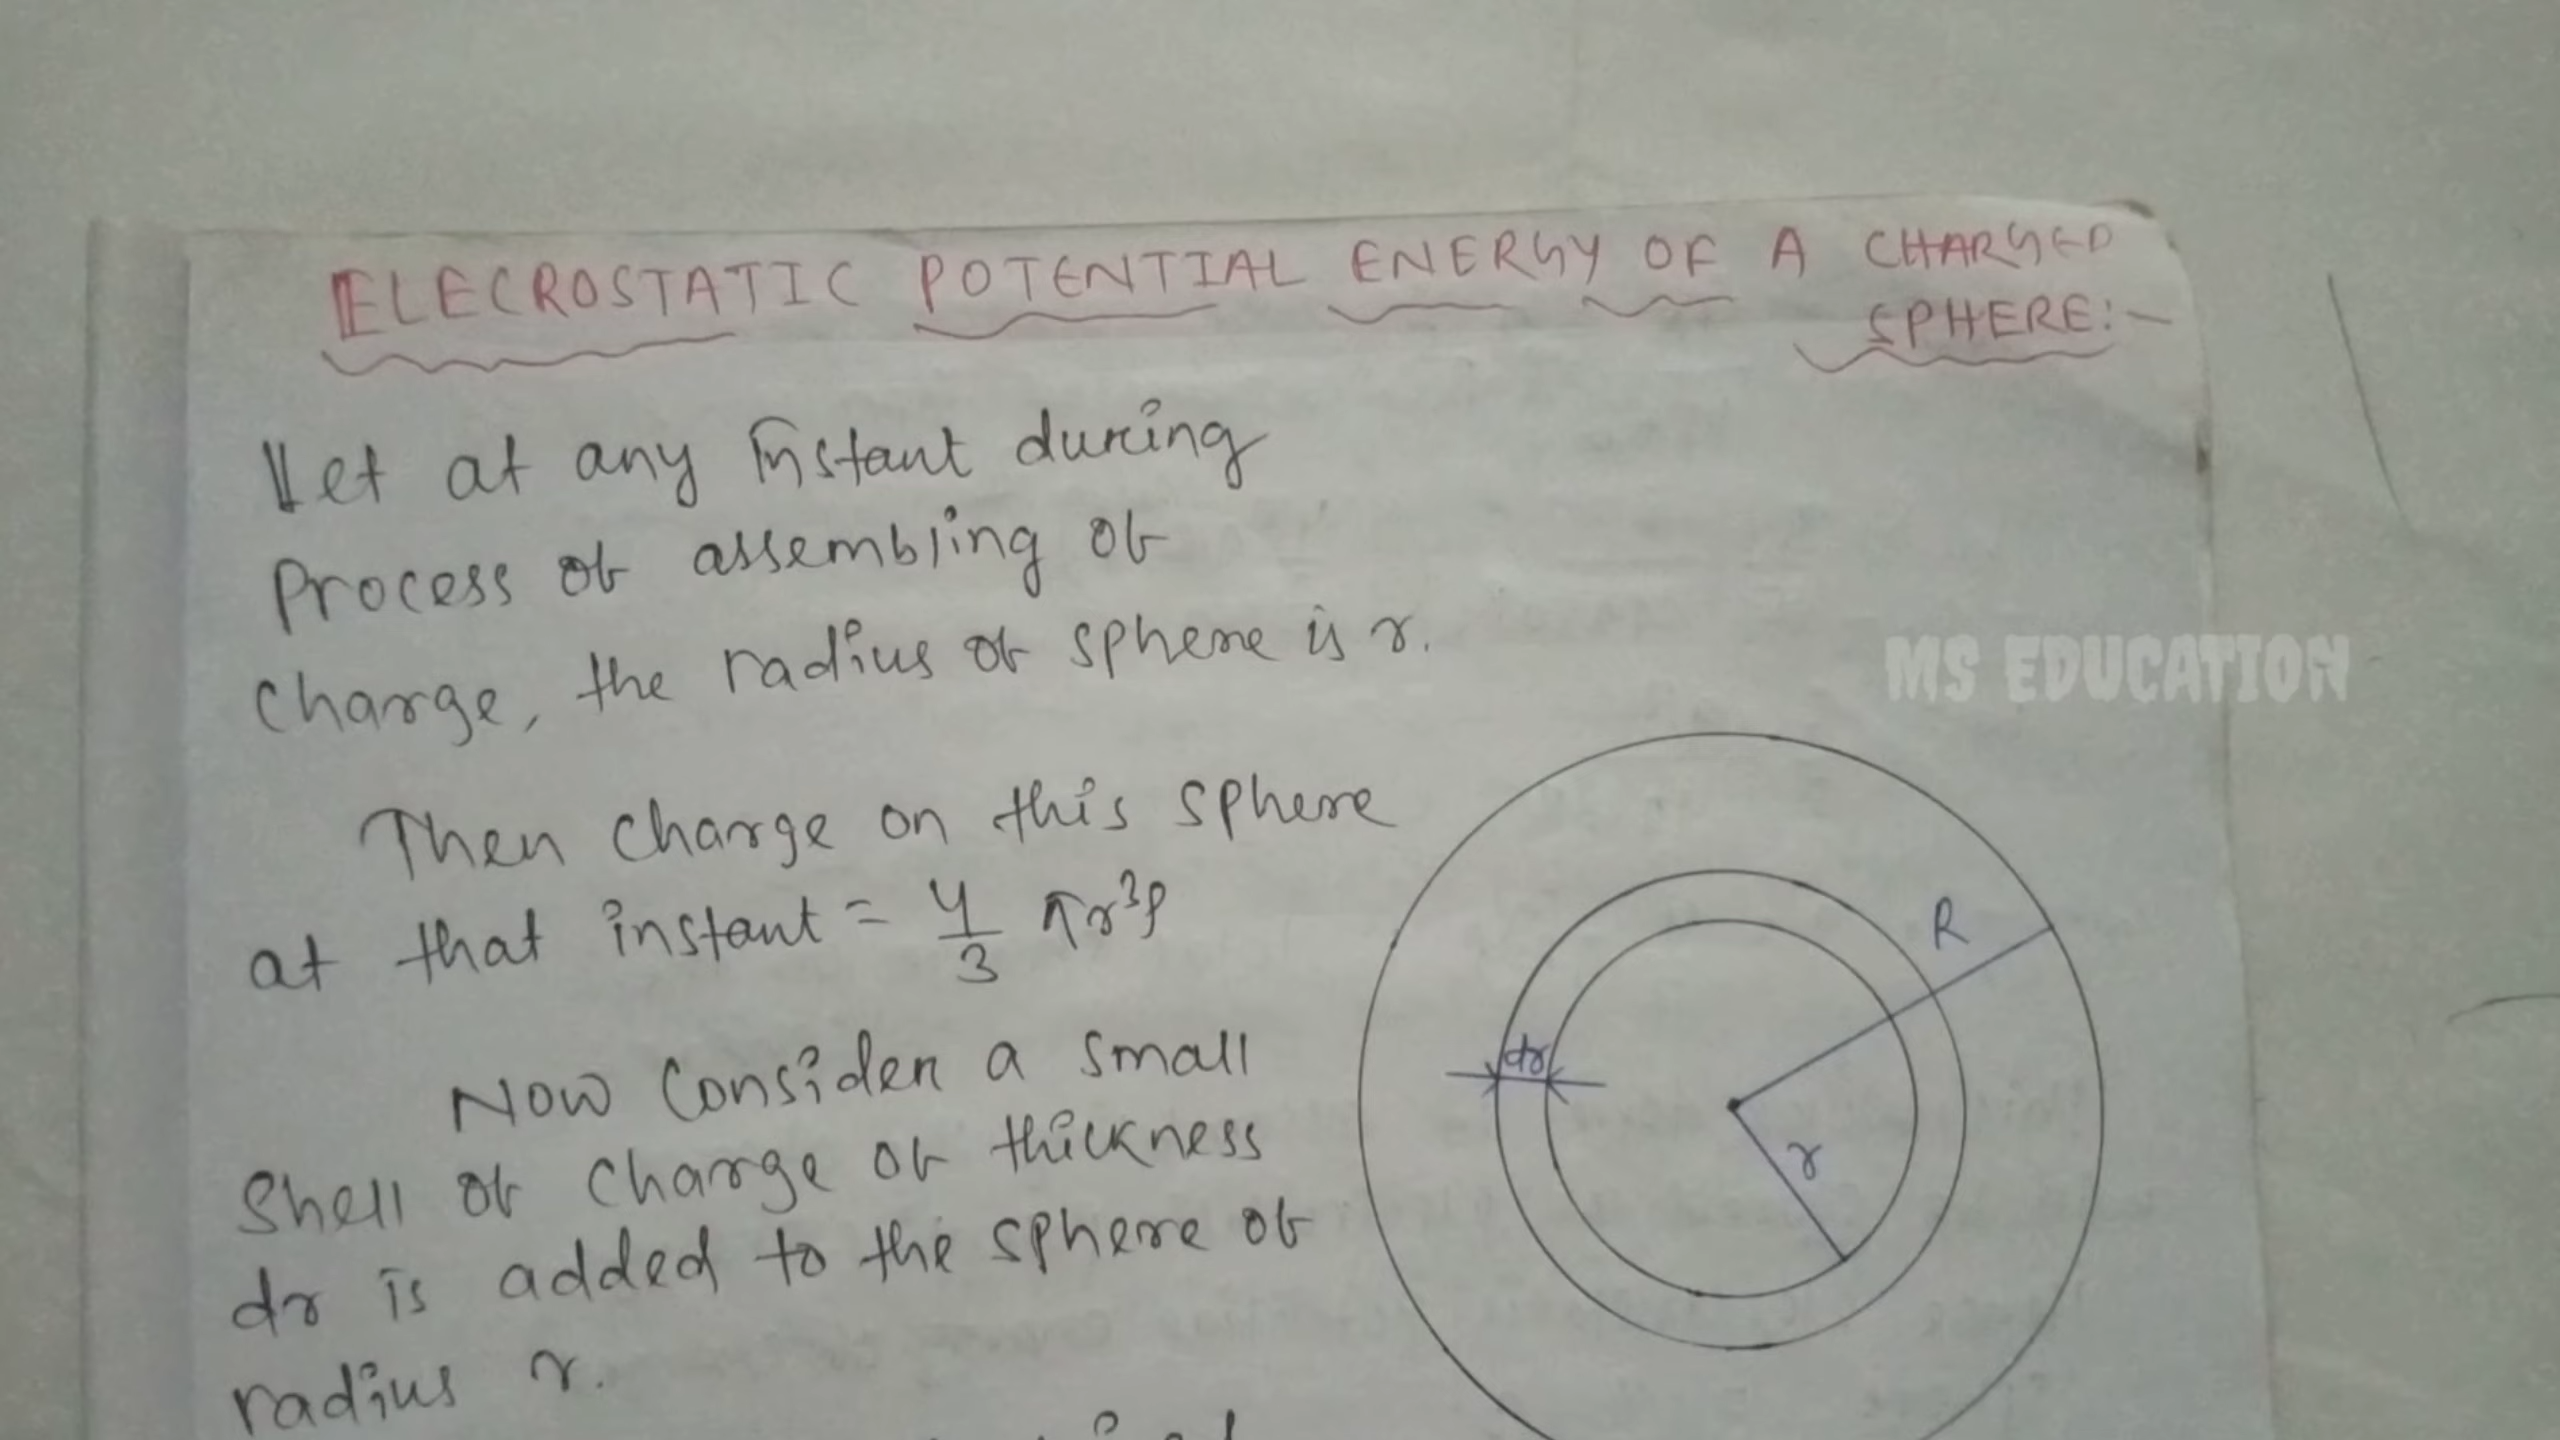 ELECROSTATIC POTENTIAL ENERGY OF A CHARGED
SPHERE:-
Let at any instant during
Process of assembling of
charge, the radius of sphere is r.
MS EDUCATION
Then charge on this sphere
at that instant = 4/3 πr³ρ
Now consider a small
shell of charge of thickness
dr is added to the sphere of
radius r.
R
dr
r